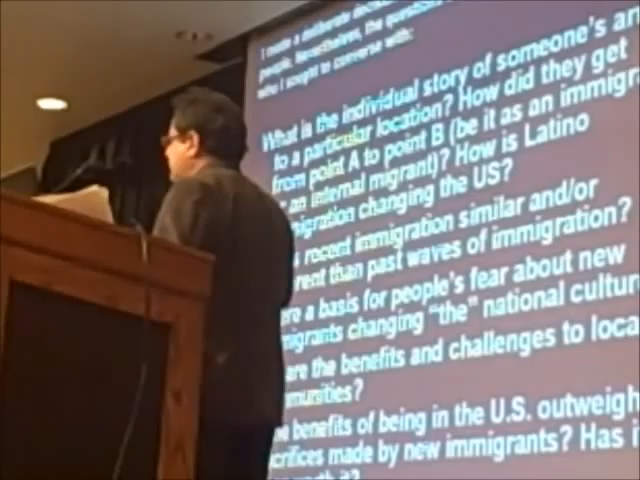 I made a deliberate
people. Nevertheless, the questions
who I sought to converse with:
What is the individual story of someone's
to a particular location? How did they get
from point A to point B (be it as an immigr
an internal migrant)? How is Latino
migration changing the US?
recent immigration similar and/or
rent than past waves of immigration?
re a basis for people's fear about new
migrants changing "the" national cultur
are the benefits and challenges to loca
munities?
e benefits of being in the U.S. outweigh
crifices made by new immigrants? Has i